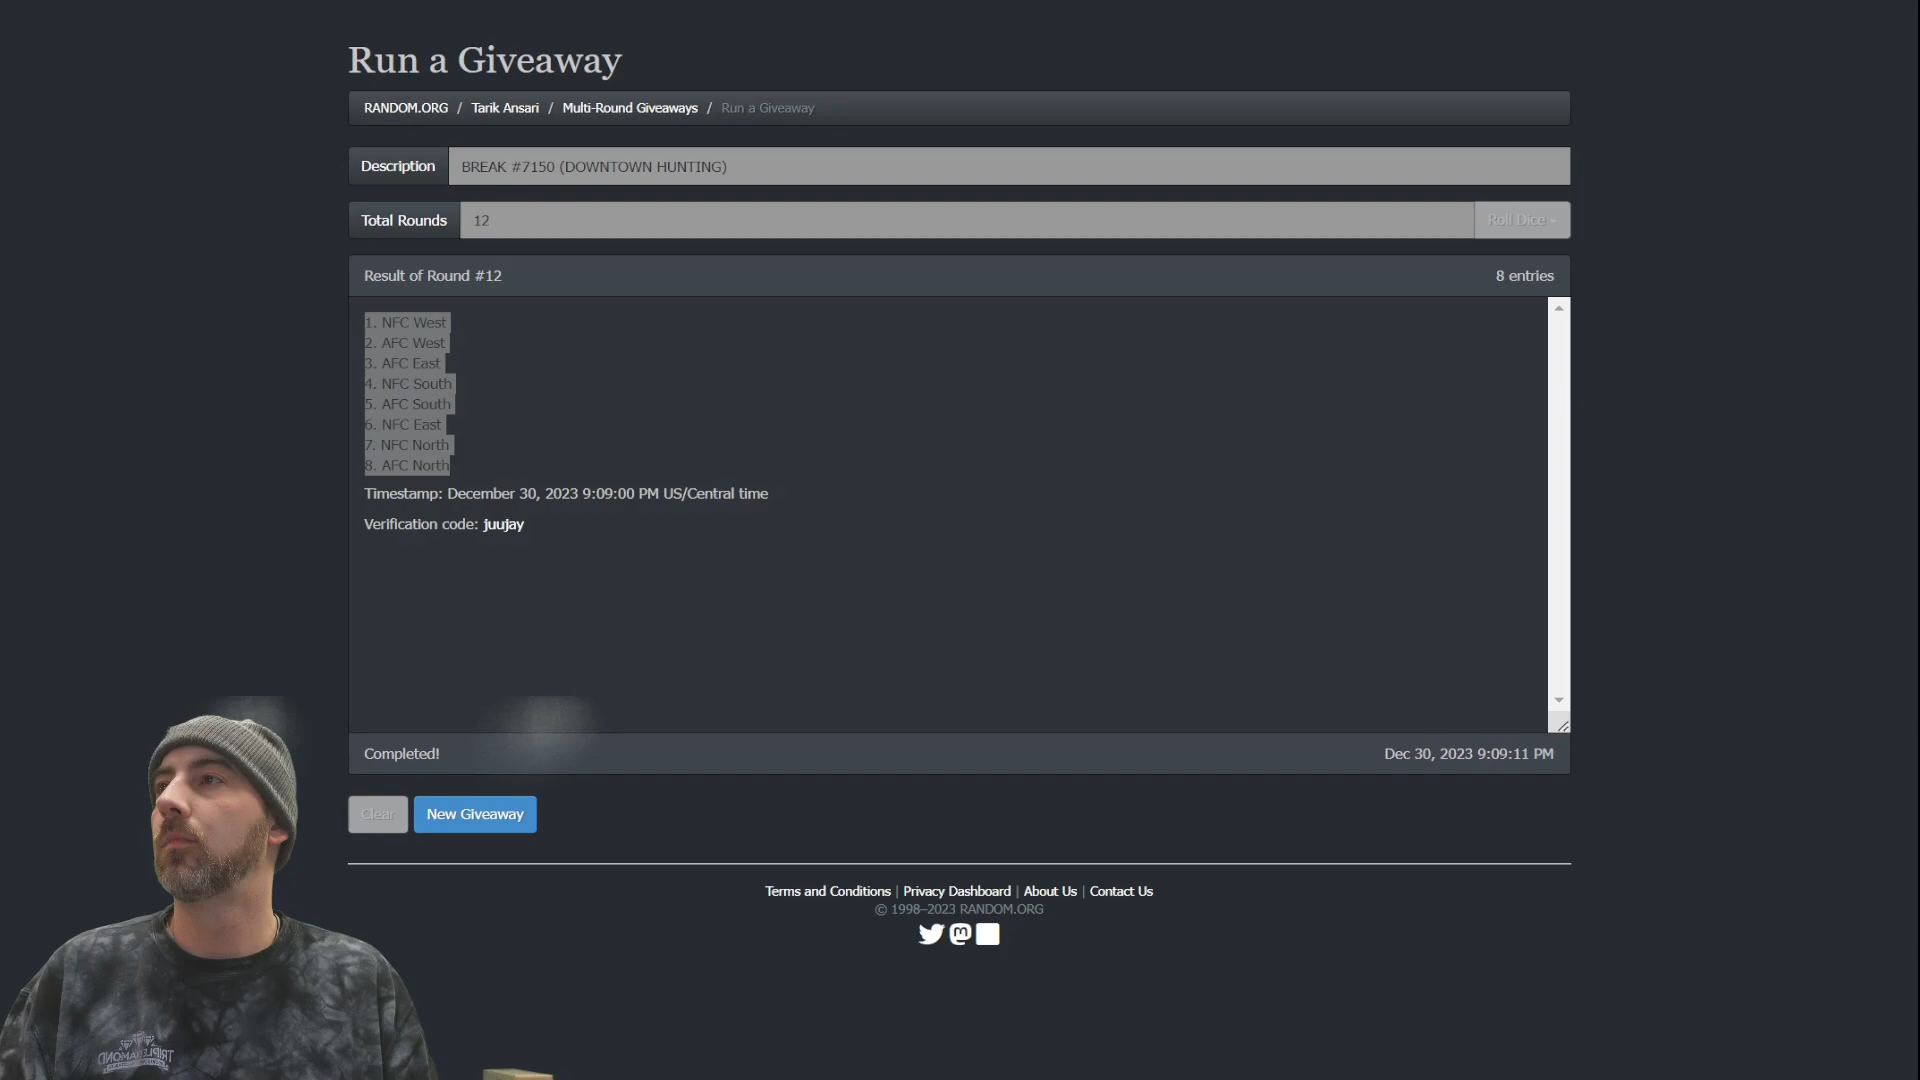 Run a Giveaway
RANDOM.ORG / Tarik Ansari / Multi-Round Giveaways / Run a Giveaway
Description BREAK #7150 (DOWNTOWN HUNTING)
Total Rounds 12 Roll Dice
Result of Round #12 8 entries
1. NFC West
2. AFC West
3. AFC East
4. NFC South
5. AFC South
6. NFC East
7. NFC North
8. AFC North
Timestamp: December 30, 2023 9:09:00 PM US/Central time
Verification code: juujay
Completed! Dec 30, 2023 9:09:11 PM
Clear New Giveaway
Terms and Conditions | Privacy Dashboard | About Us | Contact Us
© 1998–2023 RANDOM.ORG
TRIPLE DIAMOND